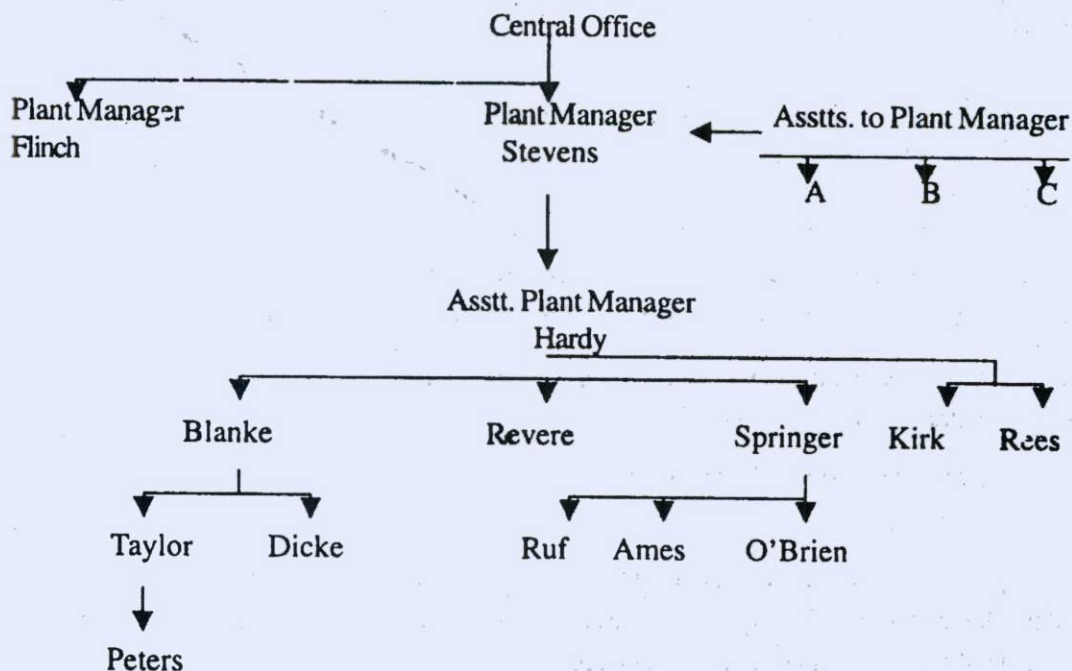 Central Office
Plant Manager
Flinch
Plant Manager
Stevens
Asstts. to Plant Manager
A B C
Asstt. Plant Manager
Hardy
Blanke Revere Springer Kirk Rees
Taylor Dicke Ruf Ames O'Brien
Peters